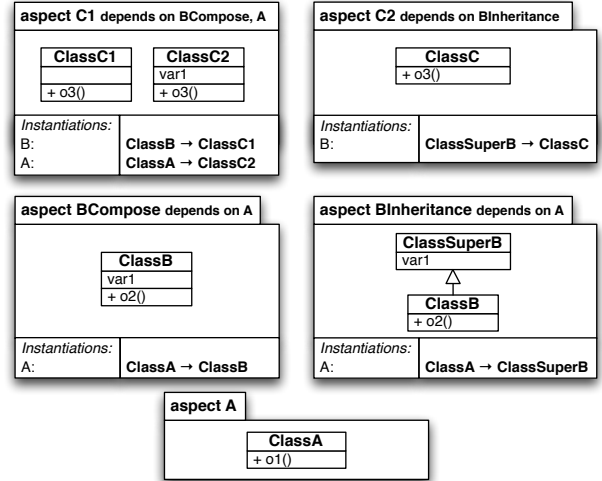 aspect C1 depends on BCompose, A
ClassC1
+ o3()
ClassC2
var1
+ o3()
Instantiations:
B: ClassB → ClassC1
A: ClassA → ClassC2
aspect C2 depends on BInheritance
ClassC
+ o3()
Instantiations:
B: ClassSuperB → ClassC
aspect BCompose depends on A
ClassB
var1
+ o2()
Instantiations:
A: ClassA → ClassB
aspect BInheritance depends on A
ClassSuperB
var1
ClassB
+ o2()
Instantiations:
A: ClassA → ClassSuperB
aspect A
ClassA
+ o1()